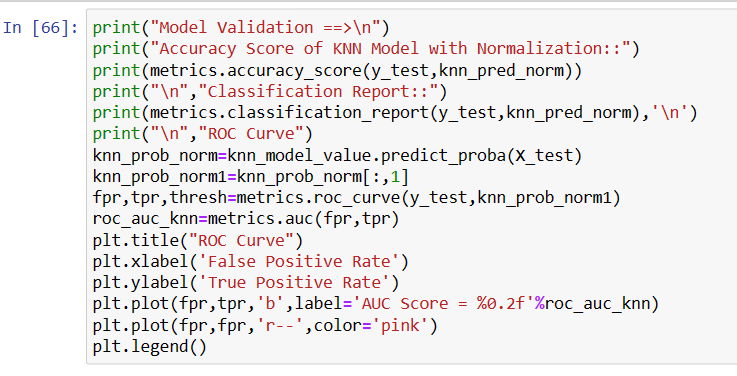 In [66]: print("Model Validation ==>\n")
print("Accuracy Score of KNN Model with Normalization::")
print(metrics.accuracy_score(y_test,knn_pred_norm))
print("\n","Classification Report::")
print(metrics.classification_report(y_test,knn_pred_norm),'\n')
print("\n","ROC Curve")
knn_prob_norm=knn_model_value.predict_proba(X_test)
knn_prob_norm1=knn_prob_norm[:,1]
fpr,tpr,thresh=metrics.roc_curve(y_test,knn_prob_norm1)
roc_auc_knn=metrics.auc(fpr,tpr)
plt.title("ROC Curve")
plt.xlabel('False Positive Rate')
plt.ylabel('True Positive Rate')
plt.plot(fpr,tpr,'b',label='AUC Score = %0.2f'%roc_auc_knn)
plt.plot(fpr,fpr,'r--',color='pink')
plt.legend()